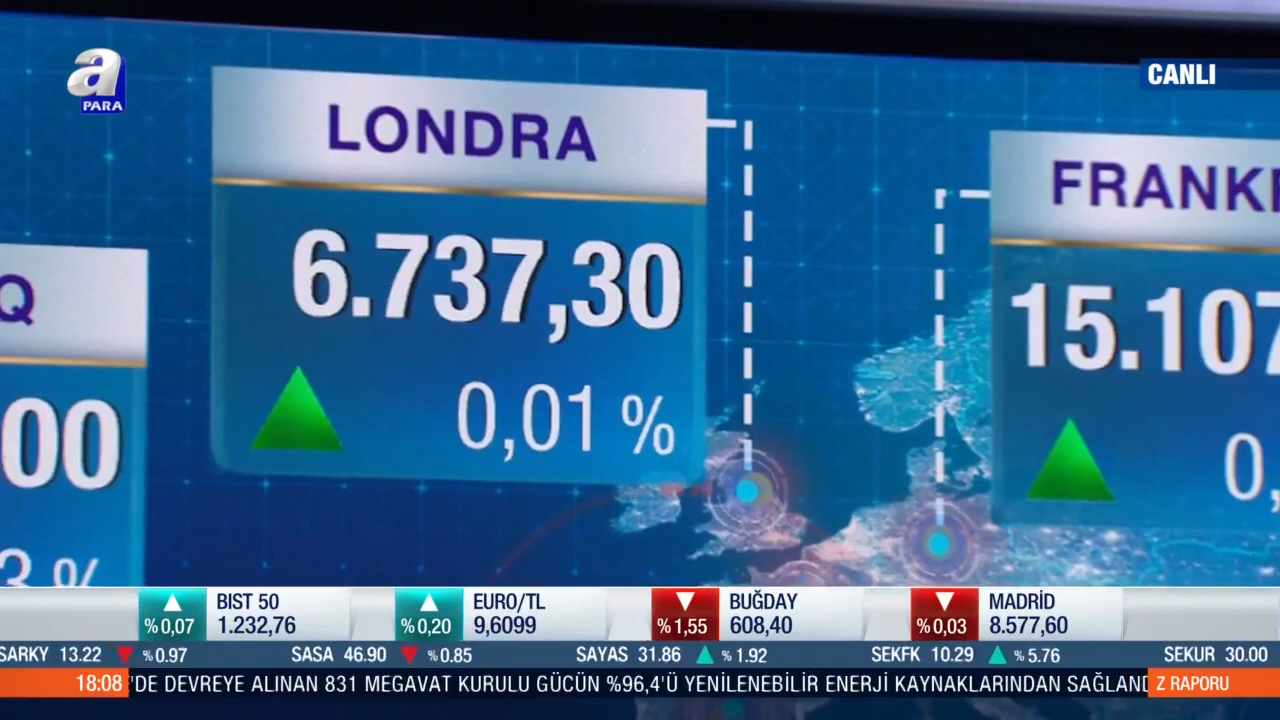 a
PARA
CANLI
LONDRA
6.737,30
0,01 %
Q
00
3 %
15.107
0,
%0,07
BIST 50
1.232,76
%0,20
EURO/TL
9,6099
%1,55
BUĞDAY
608,40
%0,03
MADRİD
8.577,60
SARKY 13.22 %0.97 SASA 46.90 %0.85 SAYAS 31.86 %1.92 SEKFK 10.29 %5.76 SEKUR 30.00
18:08 'DE DEVREYE ALINAN 831 MEGAVAT KURULU GÜCÜN %96,4'Ü YENİLENEBİLİR ENERJİ KAYNAKLARINDAN SAĞLAND Z RAPORU